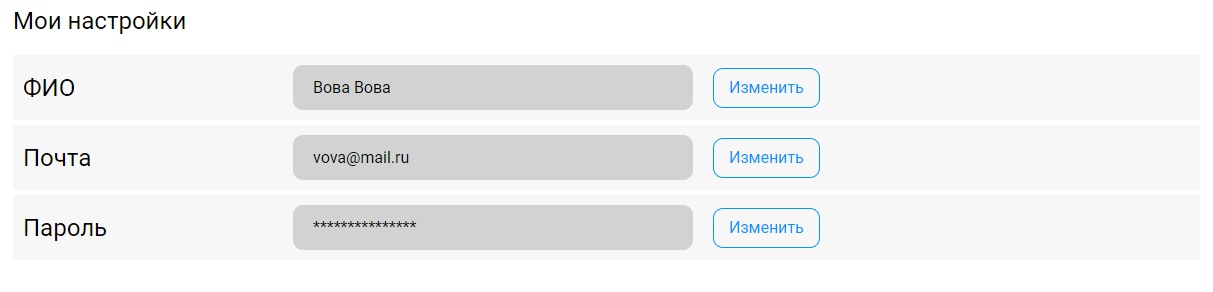 Мои настройки
ФИО Вова Вова Изменить
Почта vova@mail.ru Изменить
Пароль *************** Изменить